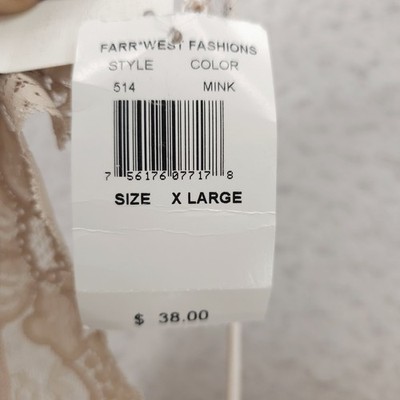 FARR*WEST FASHIONS
STYLE COLOR
514 MINK
7 56176 07717 8
SIZE X LARGE
$ 38.00